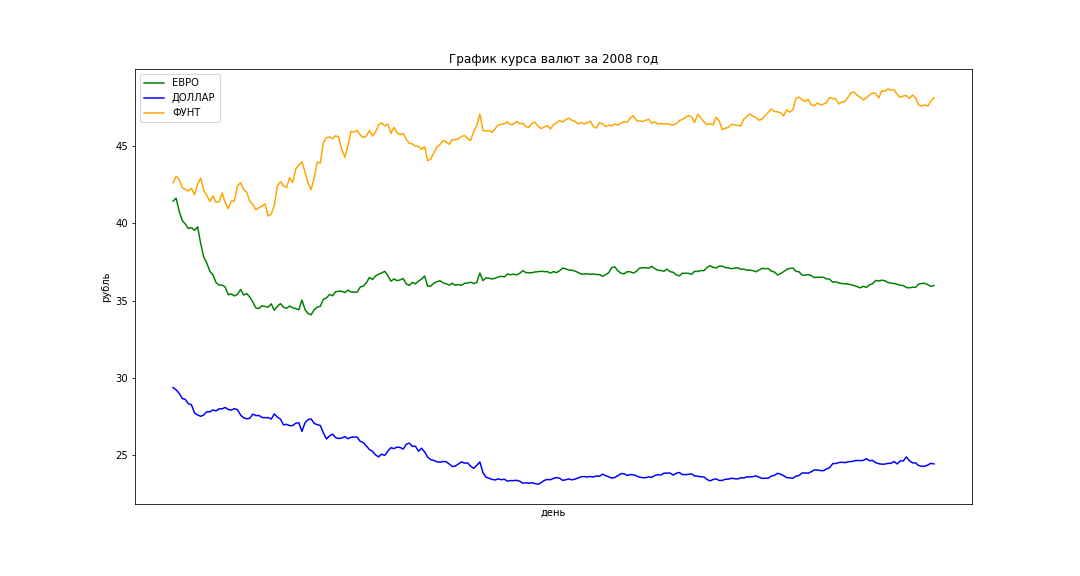 График курса валют за 2008 год
ЕВРО
ДОЛЛАР
ФУНТ
45
40
35
30
25
рубль
день